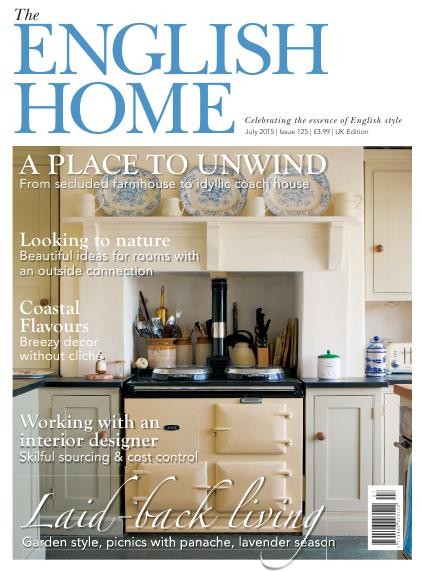 The
ENGLISH
HOME
Celebrating the essence of English style
July 2015 | Issue 125 | £3.99 | UK Edition
A PLACE TO UNWIND
From secluded farmhouse to idyllic coach house
Looking to nature
Beautiful ideas for rooms with
an outside connection
Coastal
Flavours
Breezy decor
without cliché
Working with an
interior designer
Skilful sourcing & cost control
Laid-back living
Garden style, picnics with panache, lavender season